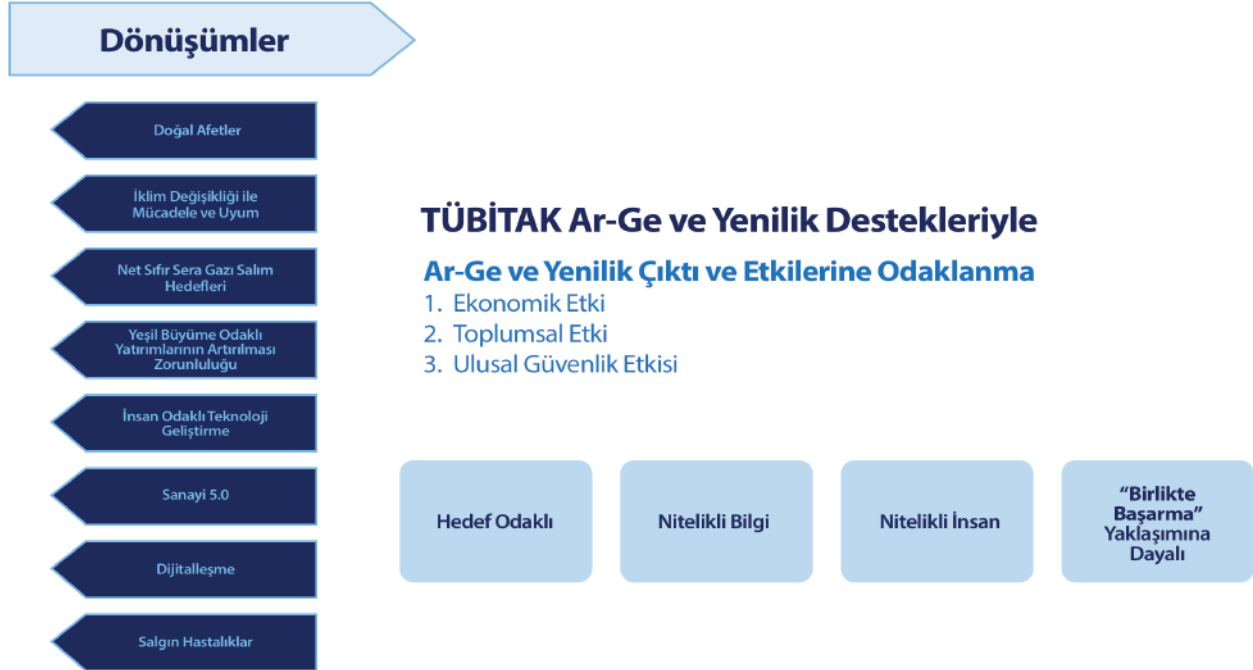 Dönüşümler
Doğal Afetler
İklim Değişikliği ile
Mücadele ve Uyum
Net Sıfır Sera Gazı Salım
Hedefleri
Yeşil Büyüme Odaklı
Yatırımlarının Artırılması
Zorunluluğu
İnsan Odaklı Teknoloji
Geliştirme
Sanayi 5.0
Dijitalleşme
Salgın Hastalıklar
TÜBİTAK Ar-Ge ve Yenilik Destekleriyle
Ar-Ge ve Yenilik Çıktı ve Etkilerine Odaklanma
1. Ekonomik Etki
2. Toplumsal Etki
3. Ulusal Güvenlik Etkisi
Hedef Odaklı
Nitelikli Bilgi
Nitelikli İnsan
“Birlikte
Başarma”
Yaklaşımına
Dayalı